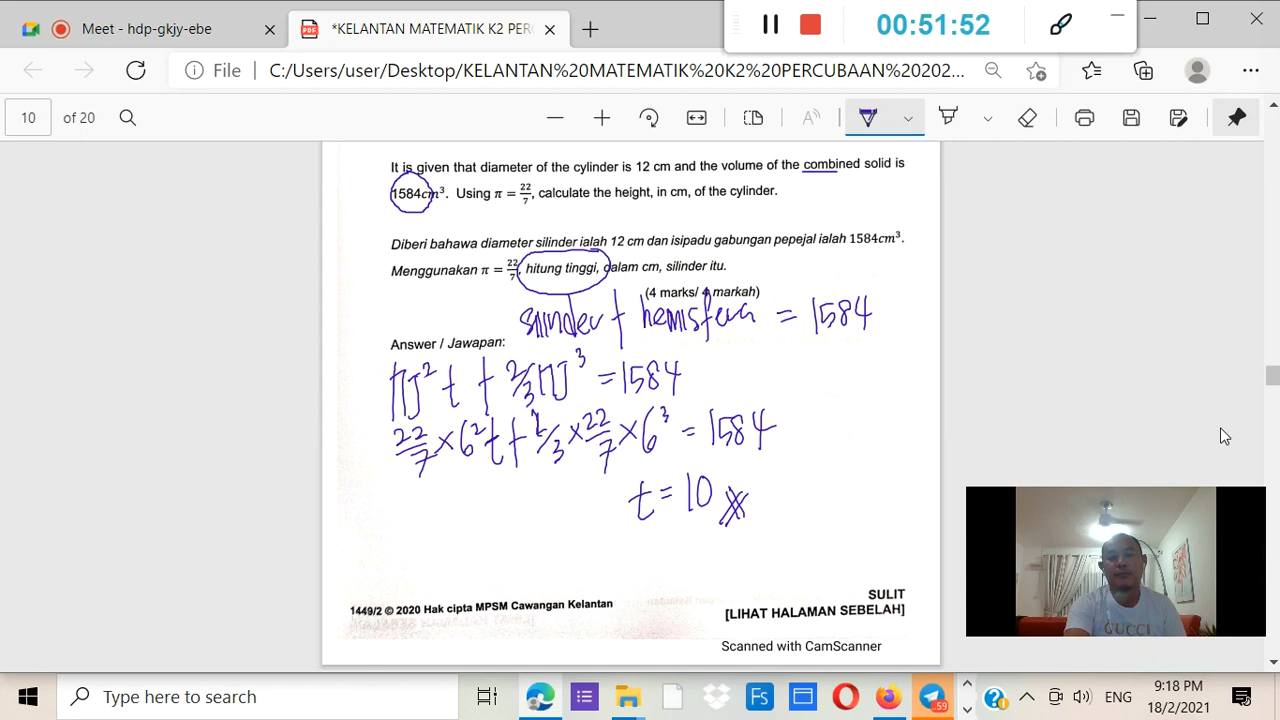 Meet - hdp-gkjy-ebe
*KELANTAN MATEMATIK K2 PER
00:51:52
File
C:/Users/user/Desktop/KELANTAN%20MATEMATIK%20K2%20PERCUBAAN%20202...
10 of 20
It is given that diameter of the cylinder is 12 cm and the volume of the combined solid is
1584cm³. Using π = 22/7, calculate the height, in cm, of the cylinder.
Diberi bahawa diameter silinder ialah 12 cm dan isipadu gabungan pepejal ialah 1584cm³.
Menggunakan π = 22/7, hitung tinggi, dalam cm, silinder itu.
(4 marks/ 4 markah)
silinder + hemisfera = 1584
Answer / Jawapan:
πj²t + 2/3πj³ = 1584
22/7 × 6²t + 2/3 × 22/7 × 6³ = 1584
t = 10
1449/2 © 2020 Hak cipta MPSM Cawangan Kelantan
SULIT
[LIHAT HALAMAN SEBELAH]
Scanned with CamScanner
GUCCI
Type here to search
Fs
59
ENG
9:18 PM
18/2/2021